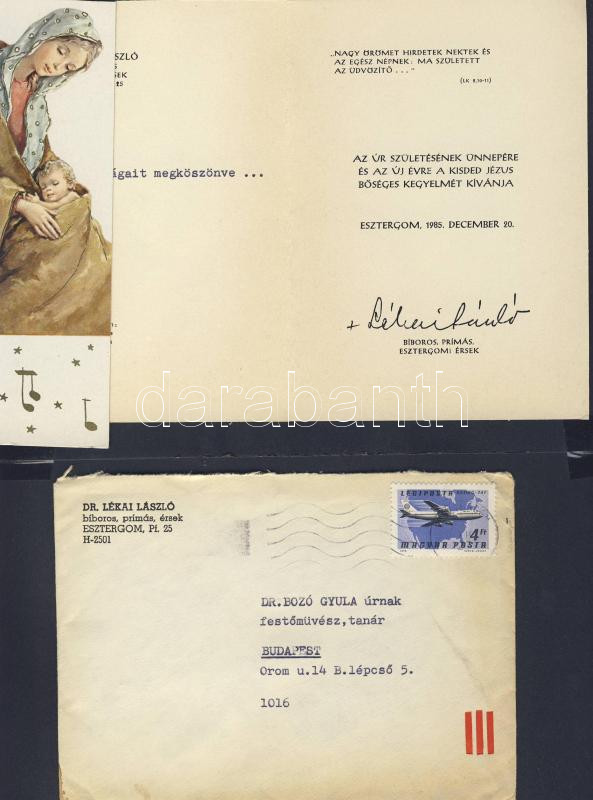 SZLÓ
ÉRSEK
25
ágait megköszönve ...
„NAGY ÖRÖMET HIRDETEK NEKTEK ÉS
AZ EGÉSZ NÉPNEK: MA SZÜLETETT
AZ ÜDVÖZÍTŐ . . ."
(LK 2,10-11)
AZ ÚR SZÜLETÉSÉNEK ÜNNEPÉRE
ÉS AZ ÚJ ÉVRE A KISDED JÉZUS
BŐSÉGES KEGYELMÉT KÍVÁNJA
ESZTERGOM, 1985. DECEMBER 20.
+ Lékai László
BÍBOROS, PRÍMÁS,
ESZTERGOMI ÉRSEK
darabanth
DR. LÉKAI LÁSZLÓ
bíboros, prímás, érsek
ESZTERGOM, Pf. 25
H-2501
LÉGIPOSTA
4 Ft
MAGYAR POSTA
DR.BOZÓ GYULA úrnak
festőművész,tanár
BUDAPEST
Orom u.14 B.lépcső 5.
1016